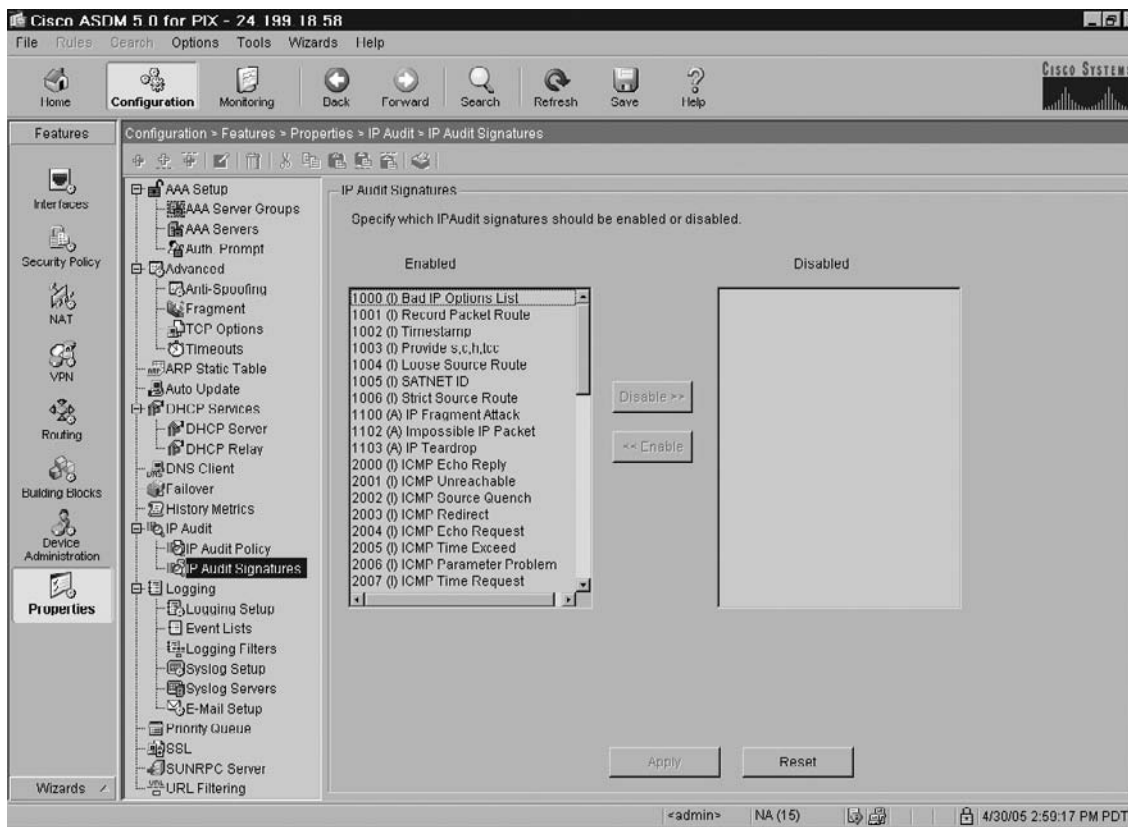 Cisco ASDM 5.0 for PIX - 24.199.18.58
File Rules Search Options Tools Wizards Help
Home Configuration Monitoring Back Forward Search Refresh Save Help
CISCO SYSTEMS
Features
Configuration > Features > Properties > IP Audit > IP Audit Signatures
Interfaces
Security Policy
NAT
VPN
Routing
Building Blocks
Device
Administration
Properties
Wizards
AAA Setup
AAA Server Groups
AAA Servers
Auth. Prompt
Advanced
Anti-Spoofing
Fragment
TCP Options
Timeouts
ARP Static Table
Auto Update
DHCP Services
DHCP Server
DHCP Relay
DNS Client
Failover
History Metrics
IP Audit
IP Audit Policy
IP Audit Signatures
Logging
Logging Setup
Event Lists
Logging Filters
Syslog Setup
Syslog Servers
E-Mail Setup
Priority Queue
SSL
SUNRPC Server
URL Filtering
IP Audit Signatures
Specify which IPAudit signatures should be enabled or disabled.
Enabled
Disabled
1000 (I) Bad IP Options List
1001 (I) Record Packet Route
1002 (I) Timestamp
1003 (I) Provide s,c,h,tcc
1004 (I) Loose Source Route
1005 (I) SATNET ID
1006 (I) Strict Source Route
1100 (A) IP Fragment Attack
1102 (A) Impossible IP Packet
1103 (A) IP Teardrop
2000 (I) ICMP Echo Reply
2001 (I) ICMP Unreachable
2002 (I) ICMP Source Quench
2003 (I) ICMP Redirect
2004 (I) ICMP Echo Request
2005 (I) ICMP Time Exceed
2006 (I) ICMP Parameter Problem
2007 (I) ICMP Time Request
Disable >>
<< Enable
Apply
Reset
<admin>
NA (15)
4/30/05 2:59:17 PM PDT